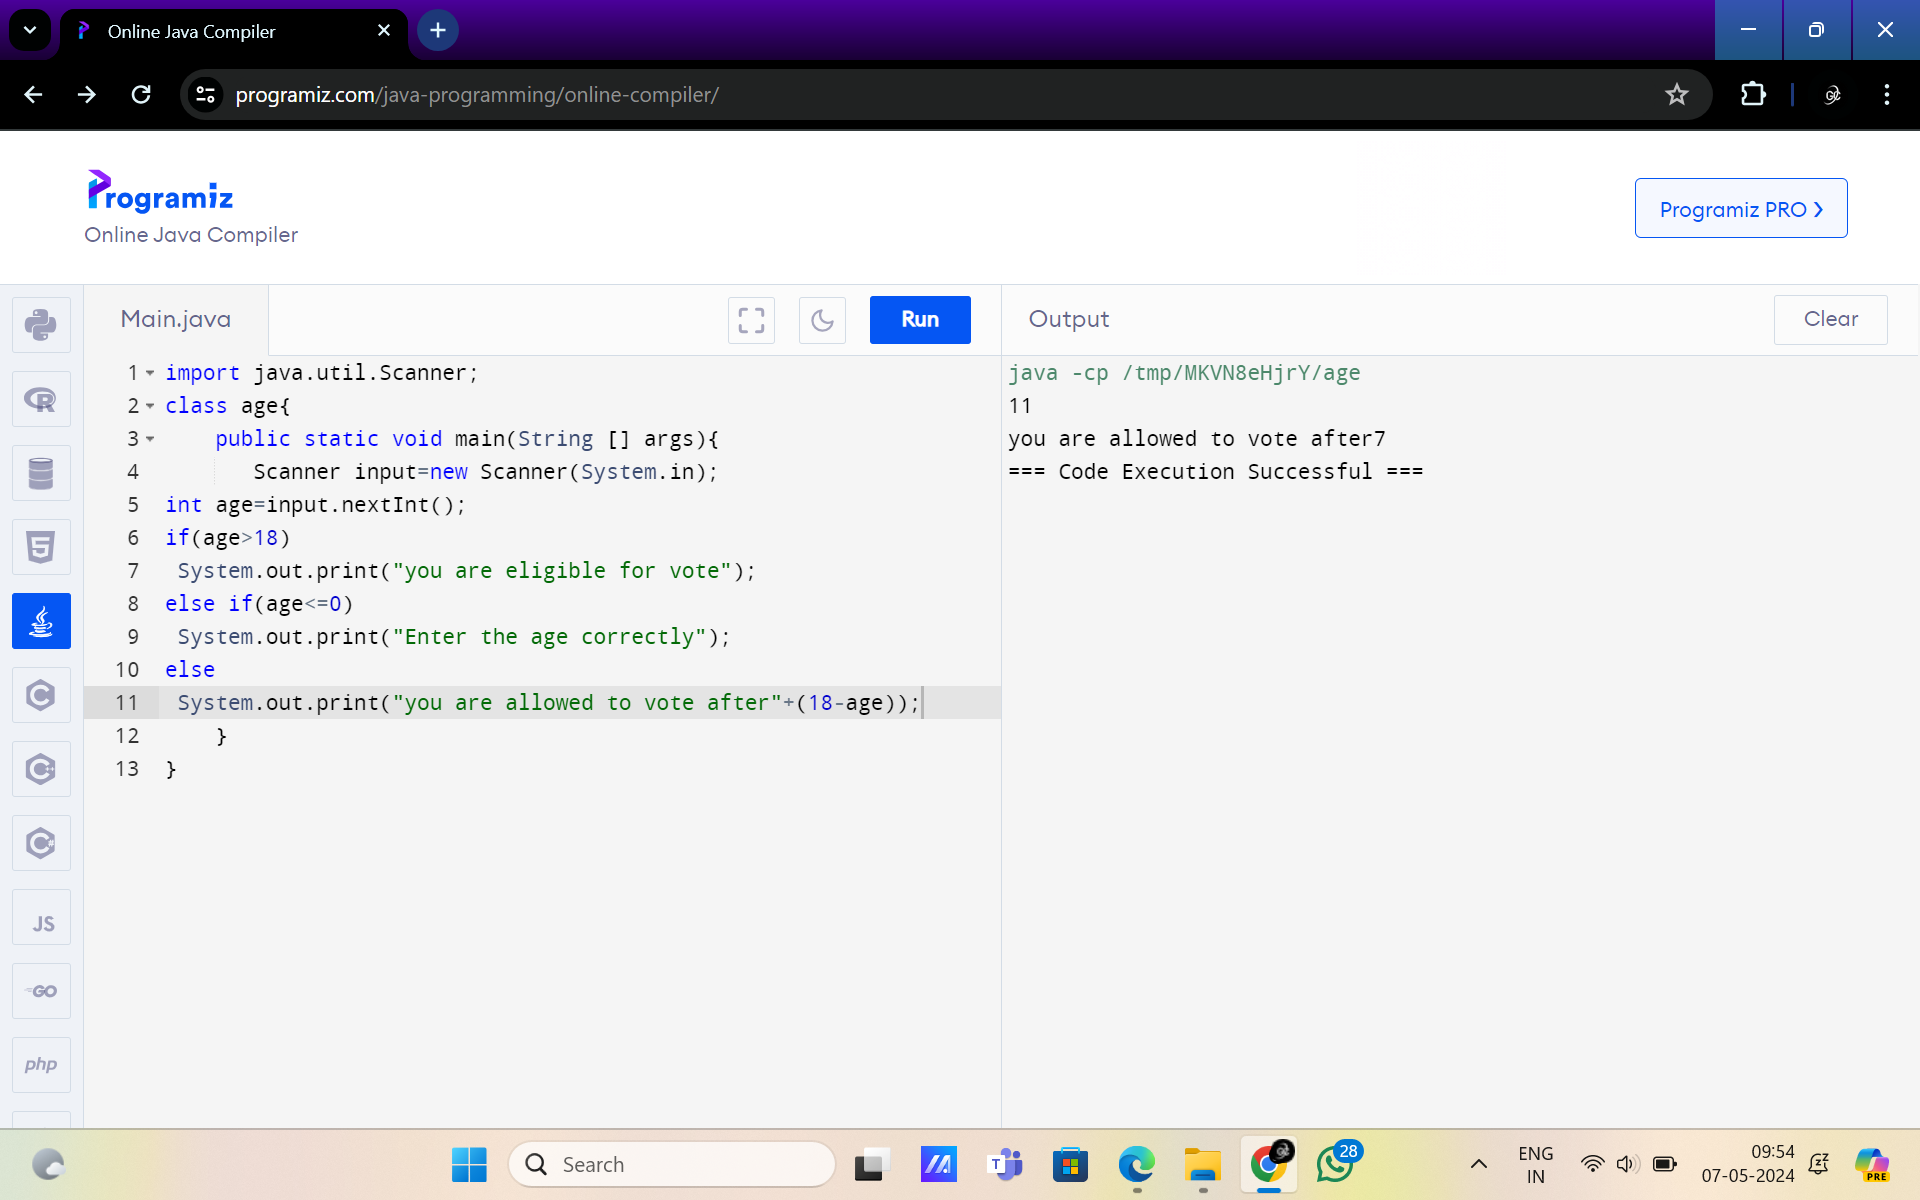 Online Java Compiler
programiz.com/java-programming/online-compiler/
Programiz
Online Java Compiler
Programiz PRO ❯
Main.java
Run
Output
Clear
1 import java.util.Scanner;
2 class age{
3     public static void main(String [] args){
4        Scanner input=new Scanner(System.in);
5 int age=input.nextInt();
6 if(age>18)
7  System.out.print("you are eligible for vote");
8 else if(age<=0)
9  System.out.print("Enter the age correctly");
10 else
11  System.out.print("you are allowed to vote after"+(18-age));
12     }
13 }
java -cp /tmp/MKVN8eHjrY/age
11
you are allowed to vote after7
=== Code Execution Successful ===
R
5
C
C++
C#
JS
GO
php
Search
T
28
ENG
IN
09:54
07-05-2024
PRE